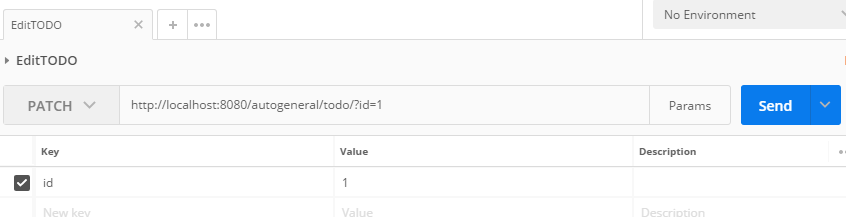 EditTODO
No Environment
EditTODO
PATCH http://localhost:8080/autogeneral/todo/?id=1 Params Send
Key Value Description
id 1
New key Value Description